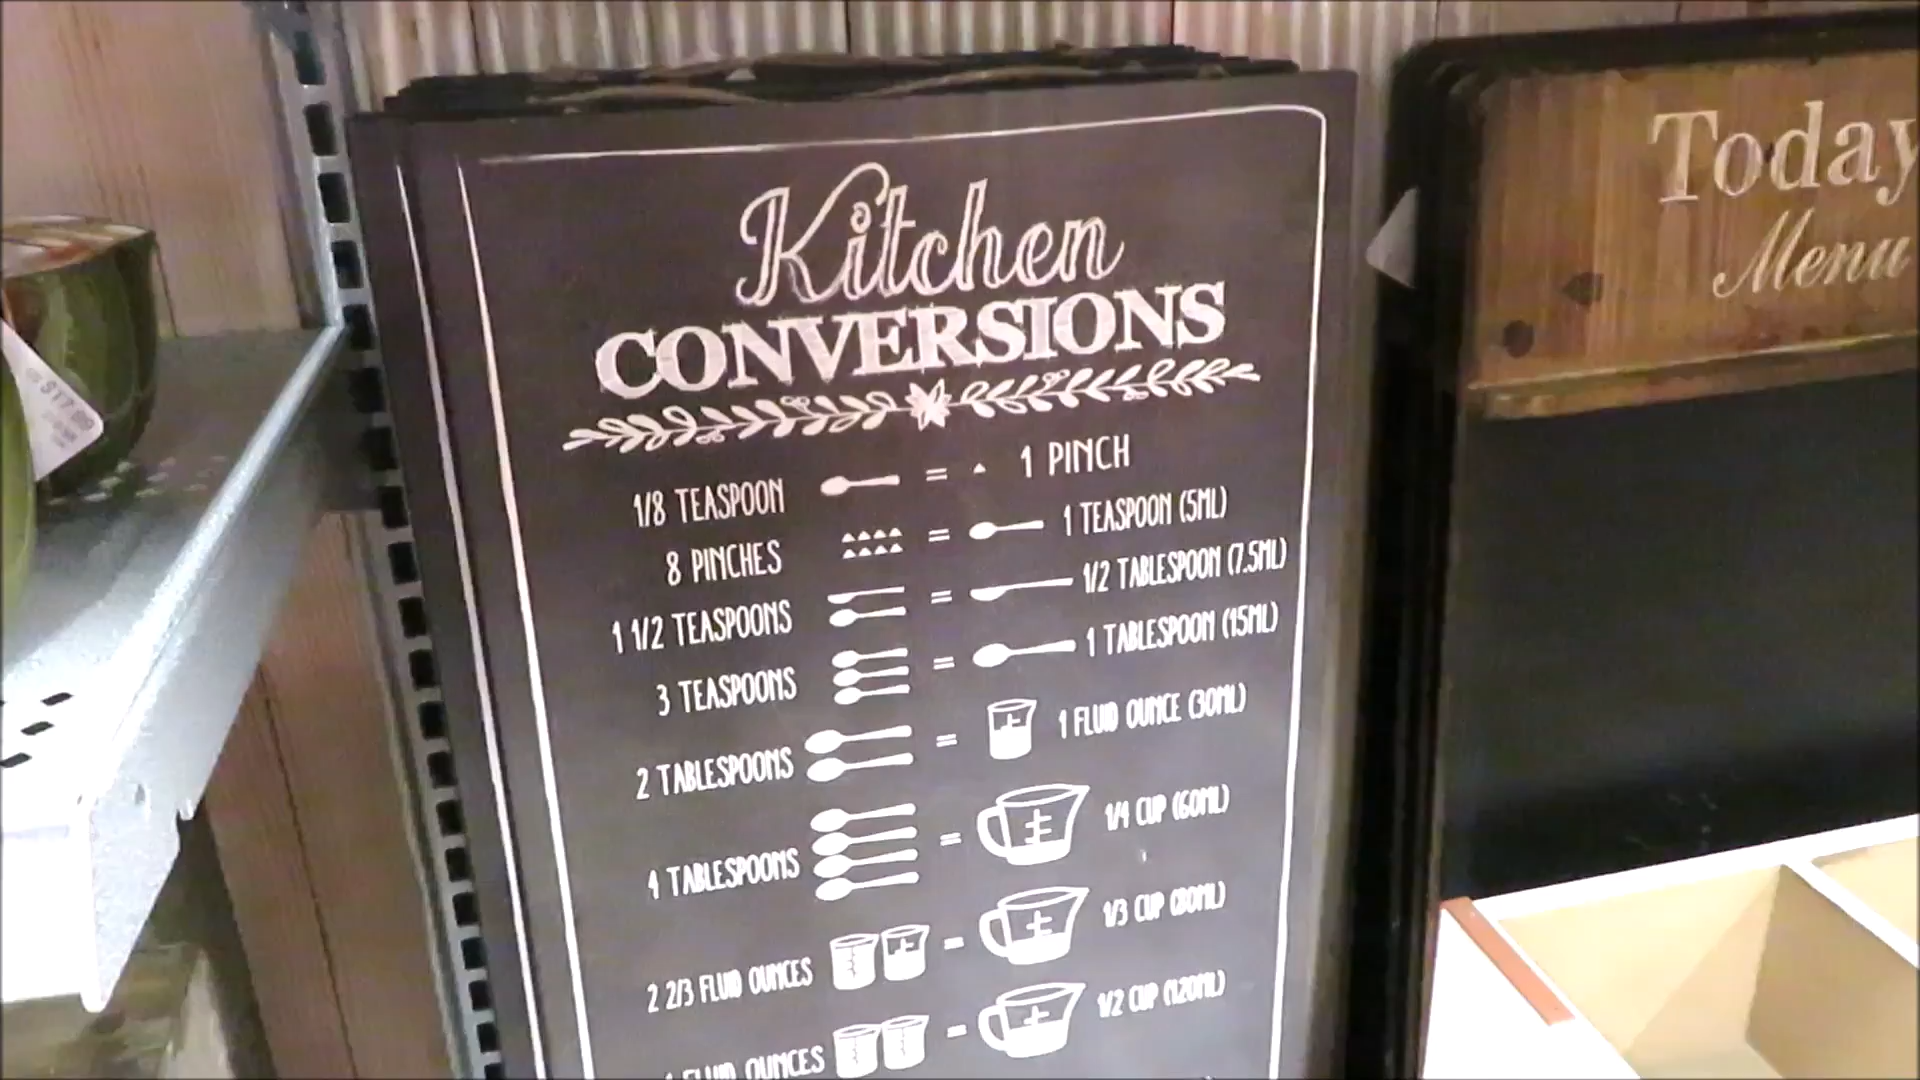 Kitchen
CONVERSIONS
1/8 TEASPOON = 1 PINCH
8 PINCHES = 1 TEASPOON (5ML)
1 1/2 TEASPOONS = 1/2 TABLESPOON (7.5ML)
3 TEASPOONS = 1 TABLESPOON (15ML)
2 TABLESPOONS = 1 FLUID OUNCE (30ML)
4 TABLESPOONS = 1/4 CUP (60ML)
2 2/3 FLUID OUNCES = 1/3 CUP (80ML)
FLUID OUNCES = 1/2 CUP (120ML)
Today
Menu